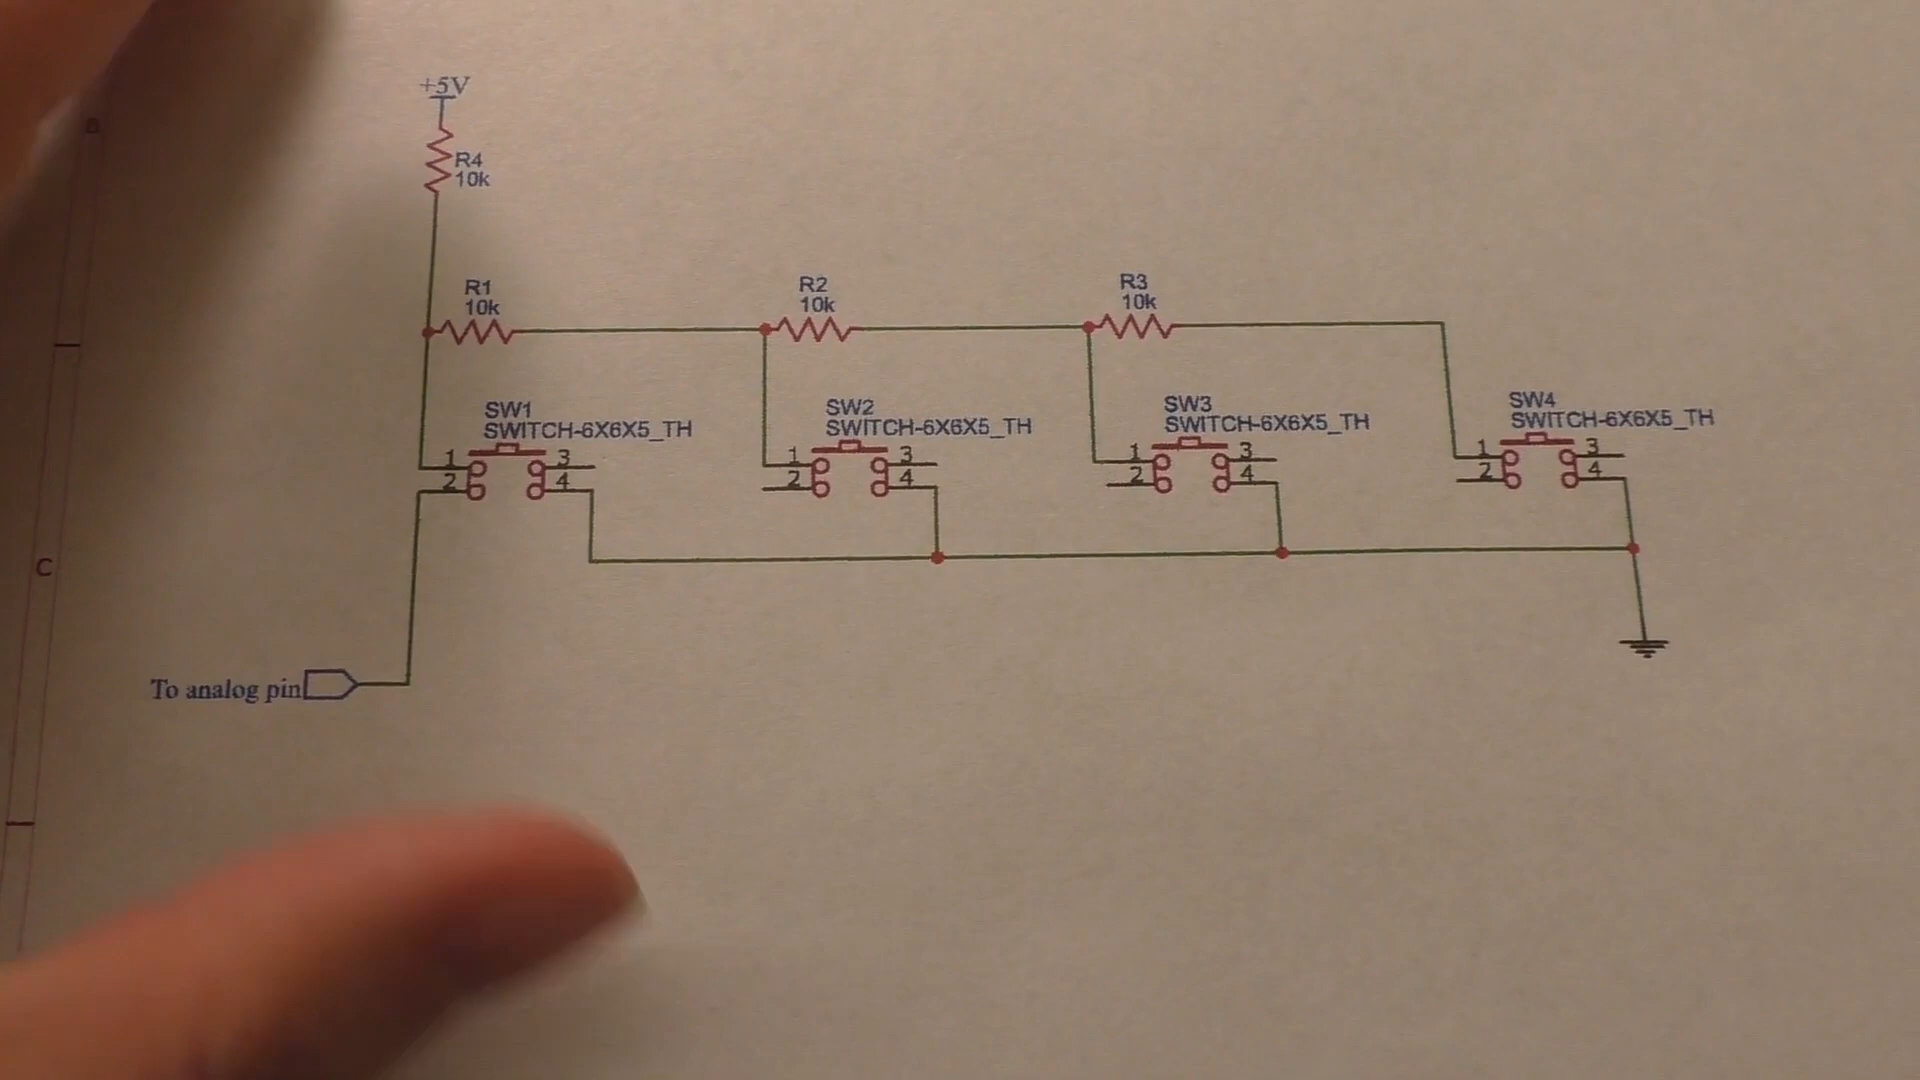 +5V
R4
10k
R1
10k
R2
10k
R3
10k
SW1
SWITCH-6X6X5_TH
1
2
3
4
SW2
SWITCH-6X6X5_TH
1
2
3
4
SW3
SWITCH-6X6X5_TH
1
2
3
4
SW4
SWITCH-6X6X5_TH
1
2
3
4
C
To analog pin